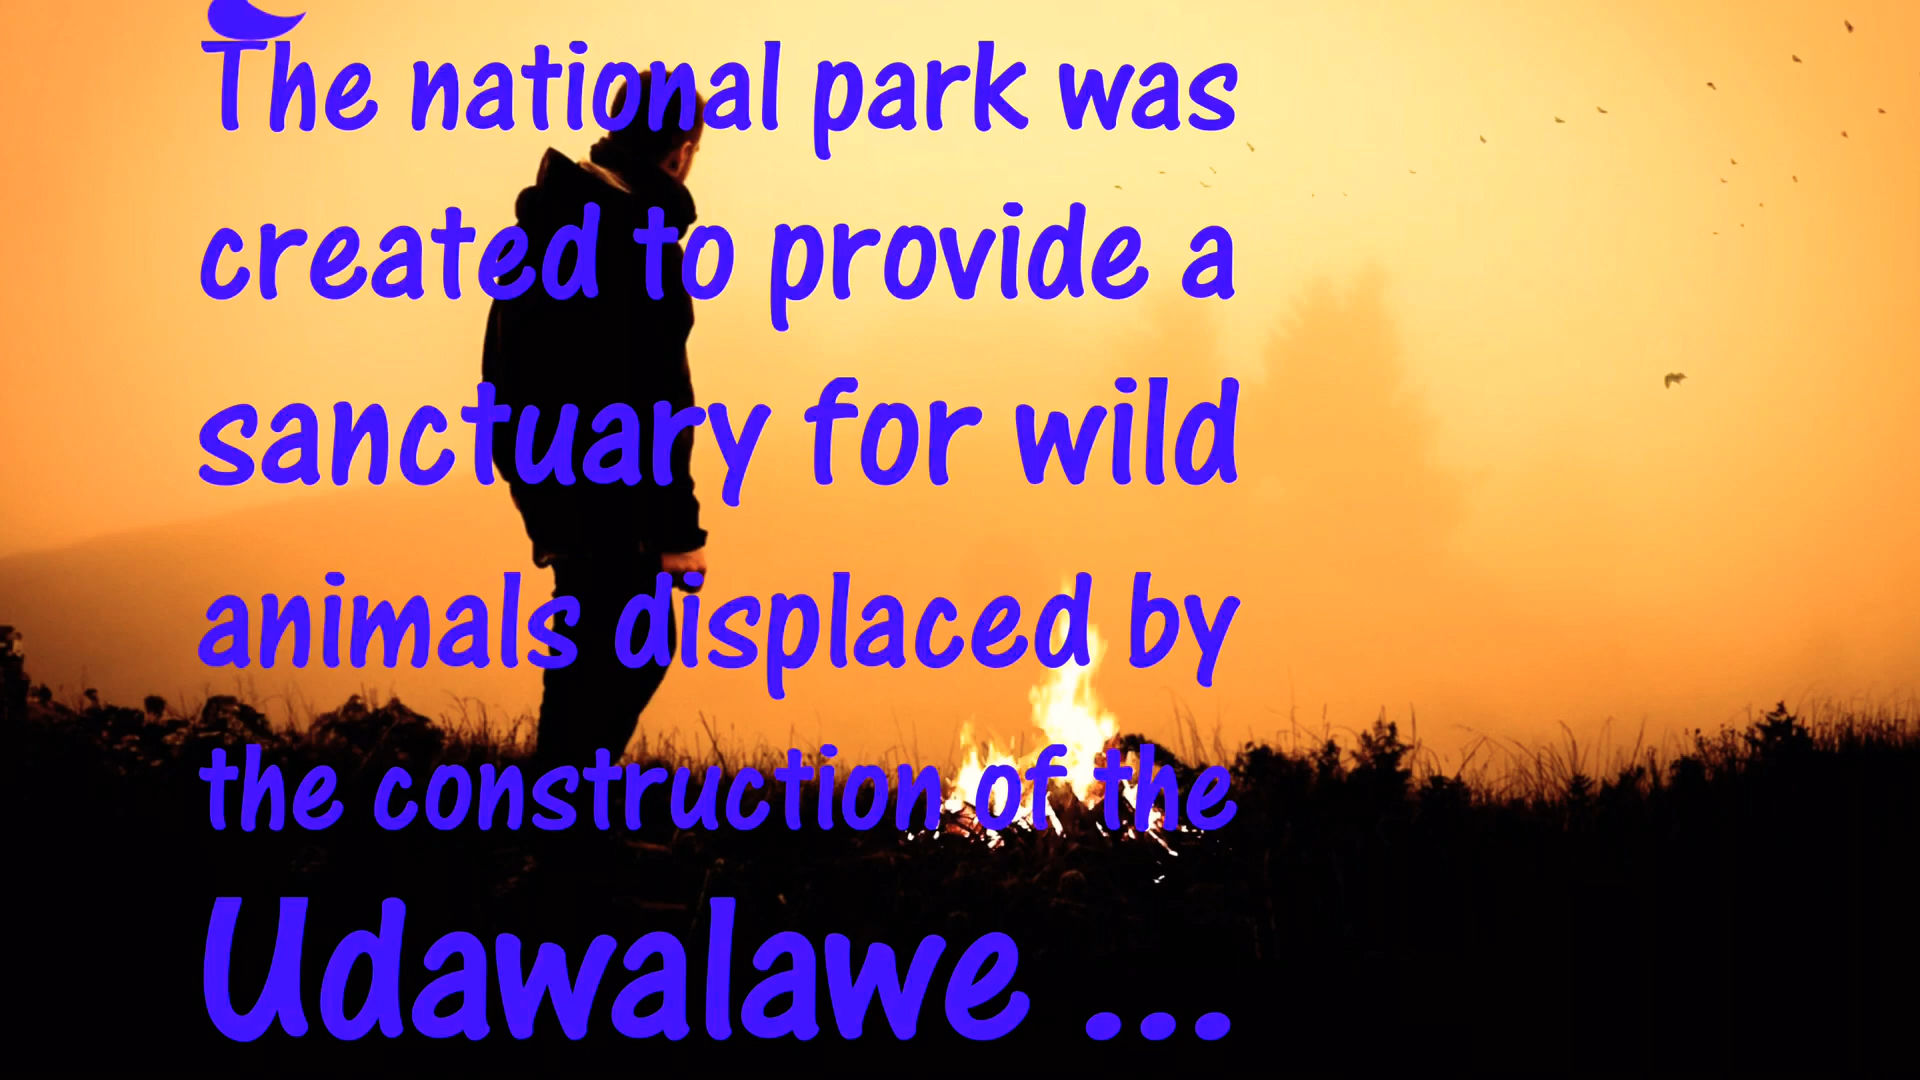 The national park was
created to provide a
sanctuary for wild
animals displaced by
the construction of the
Udawalawe ...